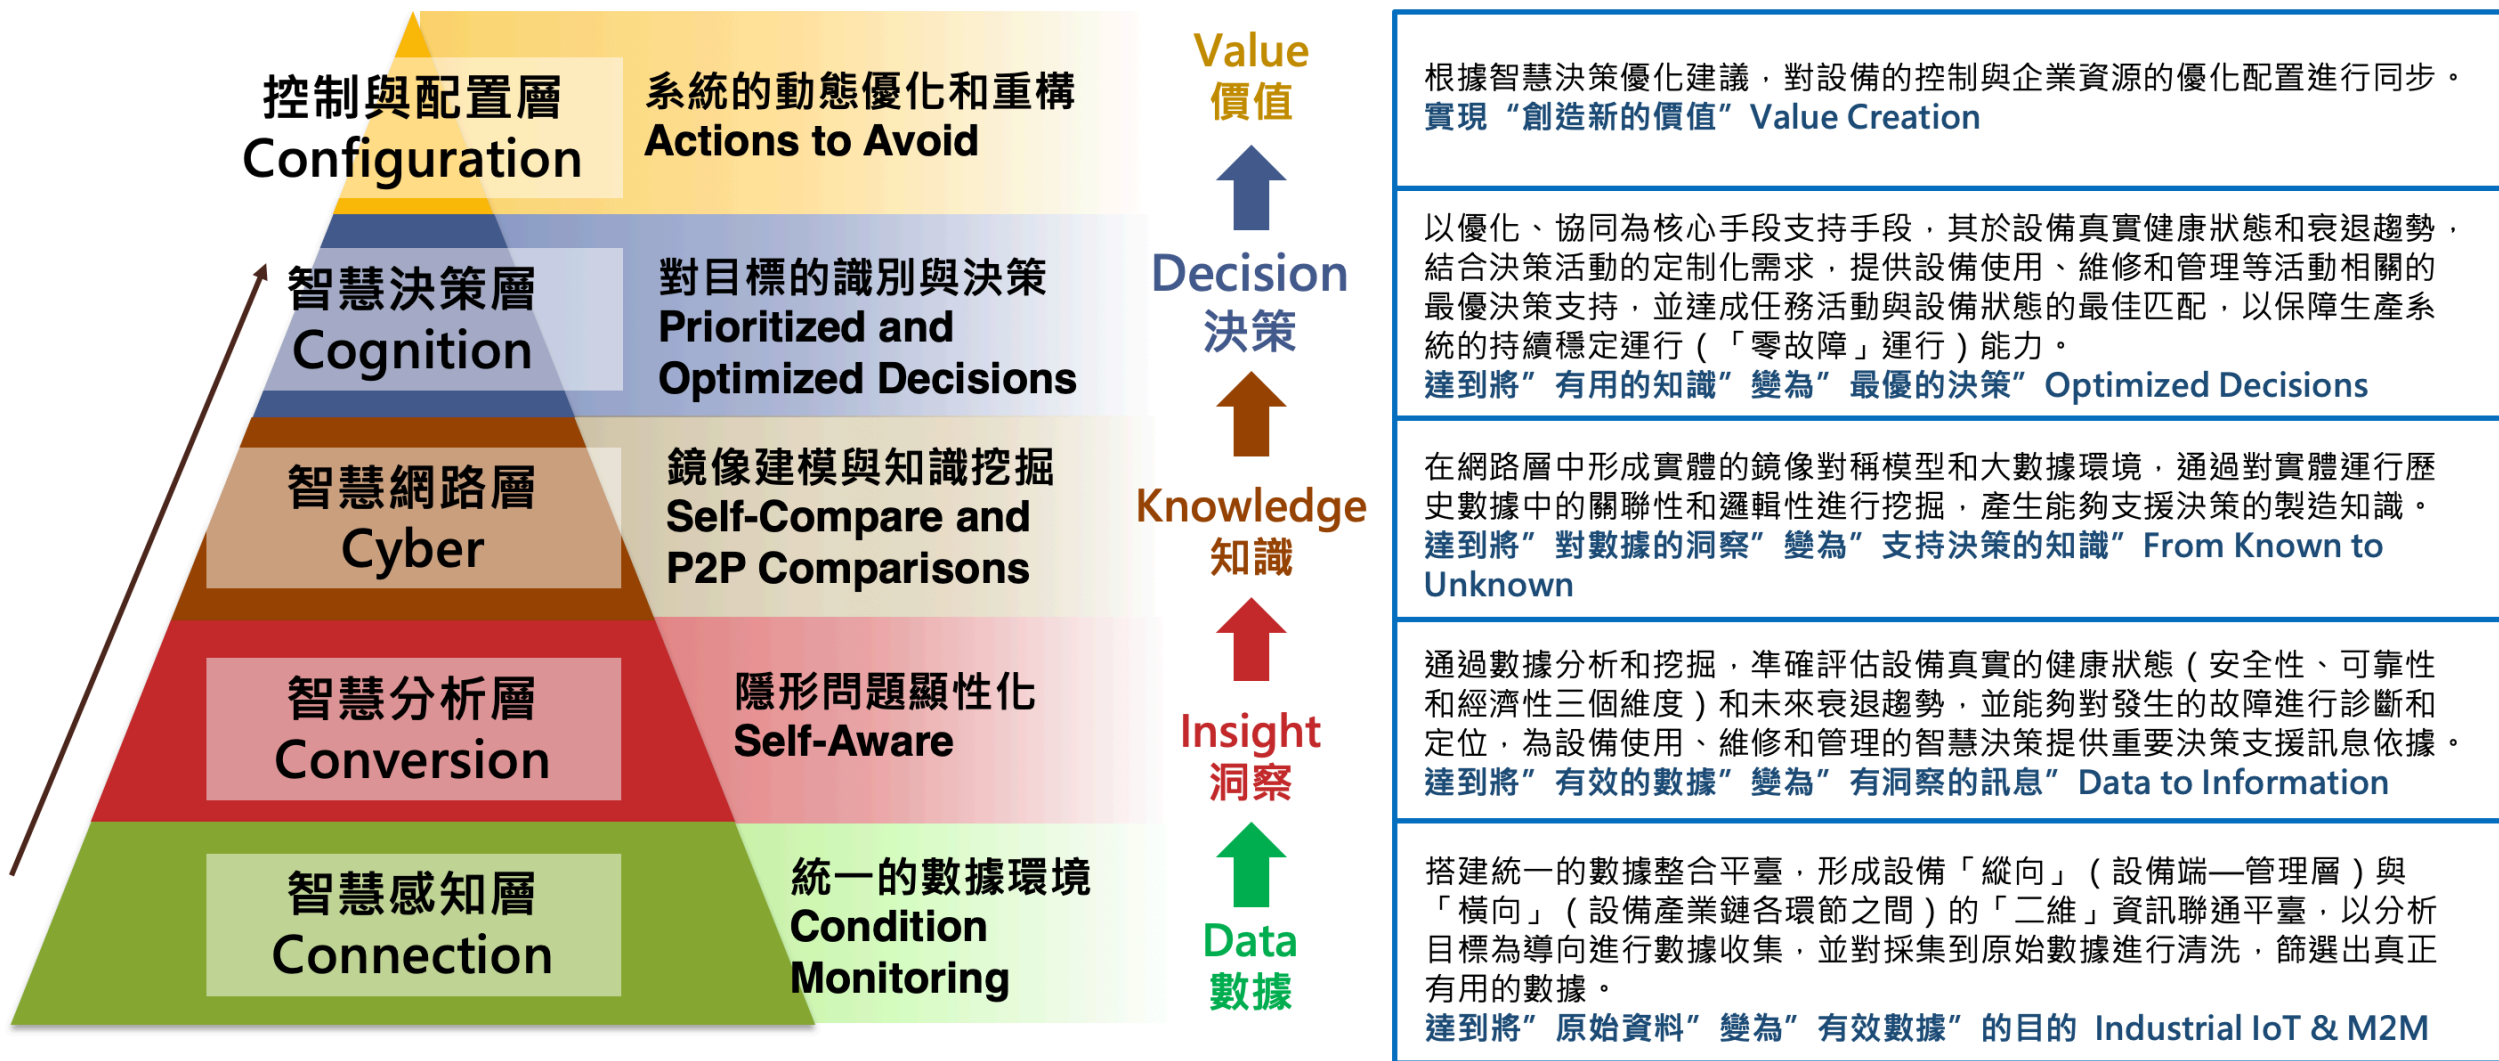 控制與配置層
Configuration
系統的動態優化和重構
Actions to Avoid
Value
價值
根據智慧決策優化建議，對設備的控制與企業資源的優化配置進行同步。
實現“創造新的價值”Value Creation
智慧決策層
Cognition
對目標的識別與決策
Prioritized and
Optimized Decisions
Decision
決策
以優化、協同為核心手段支持手段，其於設備真實健康狀態和衰退趨勢，
結合決策活動的定制化需求，提供設備使用、維修和管理等活動相關的
最優決策支持，並達成任務活動與設備狀態的最佳匹配，以保障生產系
統的持續穩定運行（「零故障」運行）能力。
達到將”有用的知識”變為”最優的決策”Optimized Decisions
智慧網路層
Cyber
鏡像建模與知識挖掘
Self-Compare and
P2P Comparisons
Knowledge
知識
在網路層中形成實體的鏡像對稱模型和大數據環境，通過對實體運行歷
史數據中的關聯性和邏輯性進行挖掘，產生能夠支援決策的製造知識。
達到將”對數據的洞察”變為”支持決策的知識”From Known to
Unknown
智慧分析層
Conversion
隱形問題顯性化
Self-Aware
Insight
洞察
通過數據分析和挖掘，準確評估設備真實的健康狀態（安全性、可靠性
和經濟性三個維度）和未來衰退趨勢，並能夠對發生的故障進行診斷和
定位，為設備使用、維修和管理的智慧決策提供重要決策支援訊息依據。
達到將”有效的數據”變為”有洞察的訊息”Data to Information
智慧感知層
Connection
統一的數據環境
Condition
Monitoring
Data
數據
搭建統一的數據整合平臺，形成設備「縱向」（設備端—管理層）與
「橫向」（設備產業鏈各環節之間）的「二維」資訊聯通平臺，以分析
目標為導向進行數據收集，並對採集到原始數據進行清洗，篩選出真正
有用的數據。
達到將”原始資料”變為”有效數據”的目的 Industrial IoT & M2M